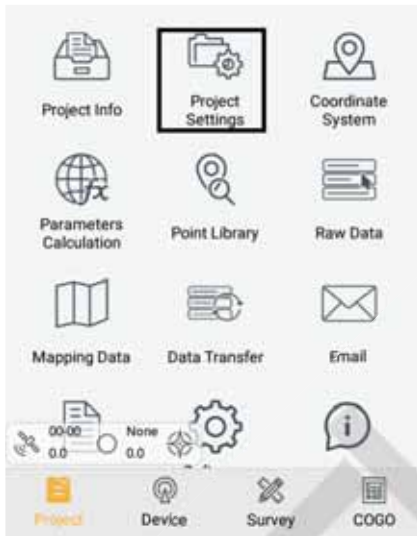 Project Info
Project
Settings
Coordinate
System
Parameters
Calculation
Point Library
Raw Data
Mapping Data
Data Transfer
Email
00-00
None
0.0
0.0
Project
Device
Survey
COGO